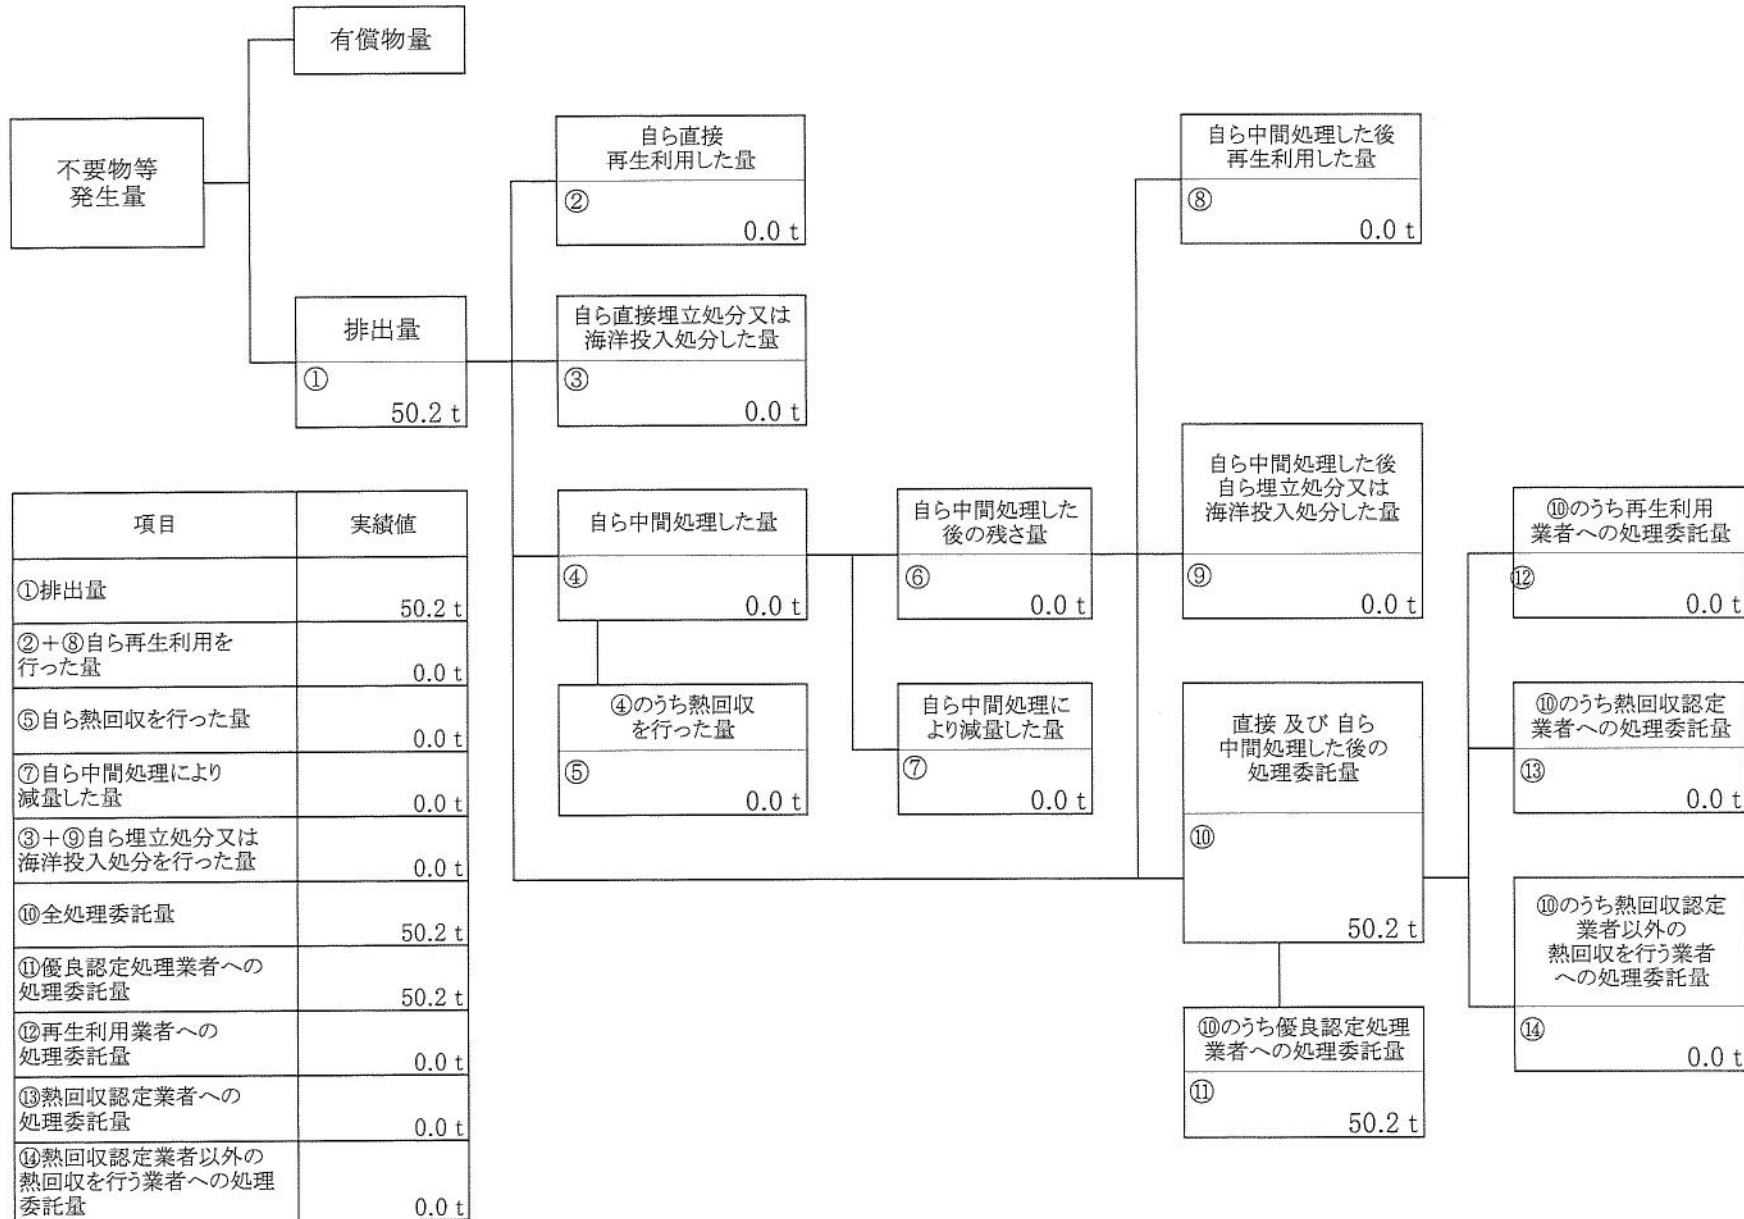 有償物量
不要物等
発生量
排出量
①
50.2 t
自ら直接
再生利用した量
②
0.0 t
自ら直接埋立処分又は
海洋投入処分した量
③
0.0 t
自ら中間処理した量
④
0.0 t
④のうち熱回収
を行った量
⑤
0.0 t
自ら中間処理した
後の残さ量
⑥
0.0 t
自ら中間処理に
より減量した量
⑦
0.0 t
自ら中間処理した後
再生利用した量
⑧
0.0 t
自ら中間処理した後
自ら埋立処分又は
海洋投入処分した量
⑨
0.0 t
直接 及び 自ら
中間処理した後の
処理委託量
⑩
50.2 t
⑩のうち優良認定処理
業者への処理委託量
⑪
50.2 t
⑩のうち再生利用
業者への処理委託量
⑫
0.0 t
⑩のうち熱回収認定
業者への処理委託量
⑬
0.0 t
⑩のうち熱回収認定
業者以外の
熱回収を行う業者
への処理委託量
⑭
0.0 t
項目 実績値
①排出量
50.2 t
②+⑧自ら再生利用を
行った量
0.0 t
⑤自ら熱回収を行った量
0.0 t
⑦自ら中間処理により
減量した量
0.0 t
③+⑨自ら埋立処分又は
海洋投入処分を行った量
0.0 t
⑩全処理委託量
50.2 t
⑪優良認定処理業者への
処理委託量
50.2 t
⑫再生利用業者への
処理委託量
0.0 t
⑬熱回収認定業者への
処理委託量
0.0 t
⑭熱回収認定業者以外の
熱回収を行う業者への処理
委託量
0.0 t